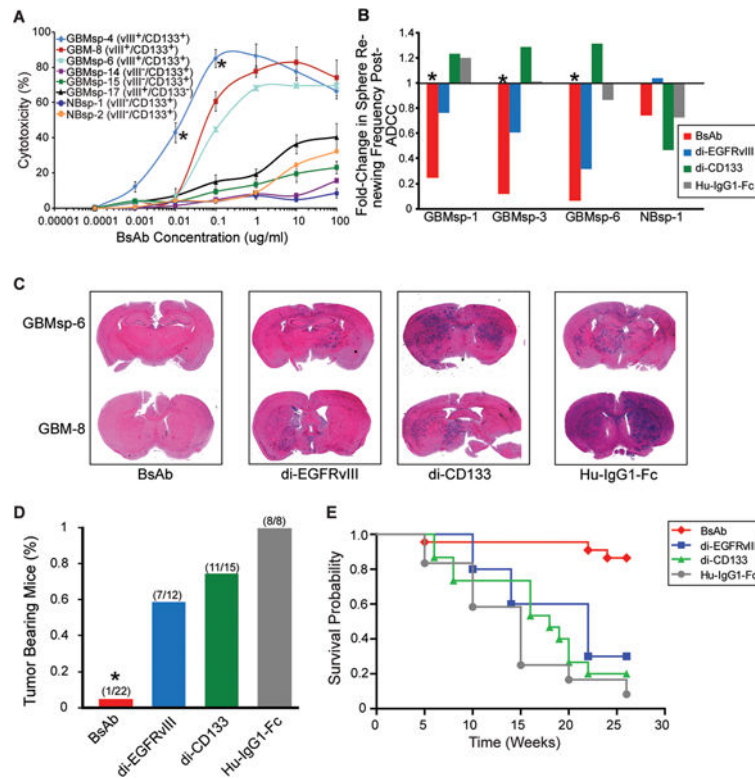 A
GBMsp-4 (vIII⁺/CD133⁺)
GBM-8 (vIII⁺/CD133⁺)
GBMsp-6 (vIII⁺/CD133⁺)
GBMsp-14 (vIII⁻/CD133⁺)
GBMsp-15 (vIII⁻/CD133⁺)
GBMsp-17 (vIII⁺/CD133⁻)
NBsp-1 (vIII⁻/CD133⁺)
NBsp-2 (vIII⁻/CD133⁺)
100
80
60
40
20
0
Cytotoxicity (%)
*
*
0.00001 0.0001 0.001 0.01 0.1 1 10 100
BsAb Concentration (ug/ml)
B
Fold-Change in Sphere Re-
newing Frequency Post-
ADCC
1.4
1.2
1
0.8
0.6
0.4
0.2
0
* * *
BsAb
di-EGFRvIII
di-CD133
Hu-IgG1-Fc
GBMsp-1 GBMsp-3 GBMsp-6 NBsp-1
C
GBMsp-6
GBM-8
BsAb di-EGFRvIII di-CD133 Hu-IgG1-Fc
D
Tumor Bearing Mice (%)
1
0.8
0.6
0.4
0.2
0
*
(1/22)
(7/12)
(11/15)
(8/8)
BsAb
di-EGFRvIII
di-CD133
Hu-IgG1-Fc
E
Survival Probability
1.0
0.8
0.6
0.4
0.2
0
0 5 10 15 20 25 30
Time (Weeks)
BsAb
di-EGFRvIII
di-CD133
Hu-IgG1-Fc